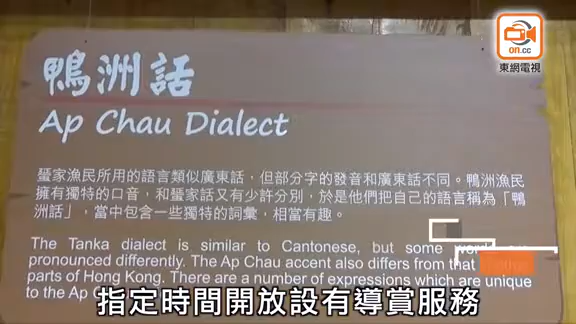 on.cc
東網電視
鴨洲話
Ap Chau Dialect
蜑家漁民所用的語言類似廣東話，但部分字的發音和廣東話不同。鴨洲漁民
擁有獨特的口音，和蜑家話又有少許分別，於是他們把自己的語言稱為「鴨
洲話」，當中包含一些獨特的詞彙，相當有趣。
The Tanka dialect is similar to Cantonese, but some
pronounced differently. The Ap Chau accent also differs from that
parts of Hong Kong. There are a number of expressions which are unique
to the Ap
指定時間開放設有導賞服務